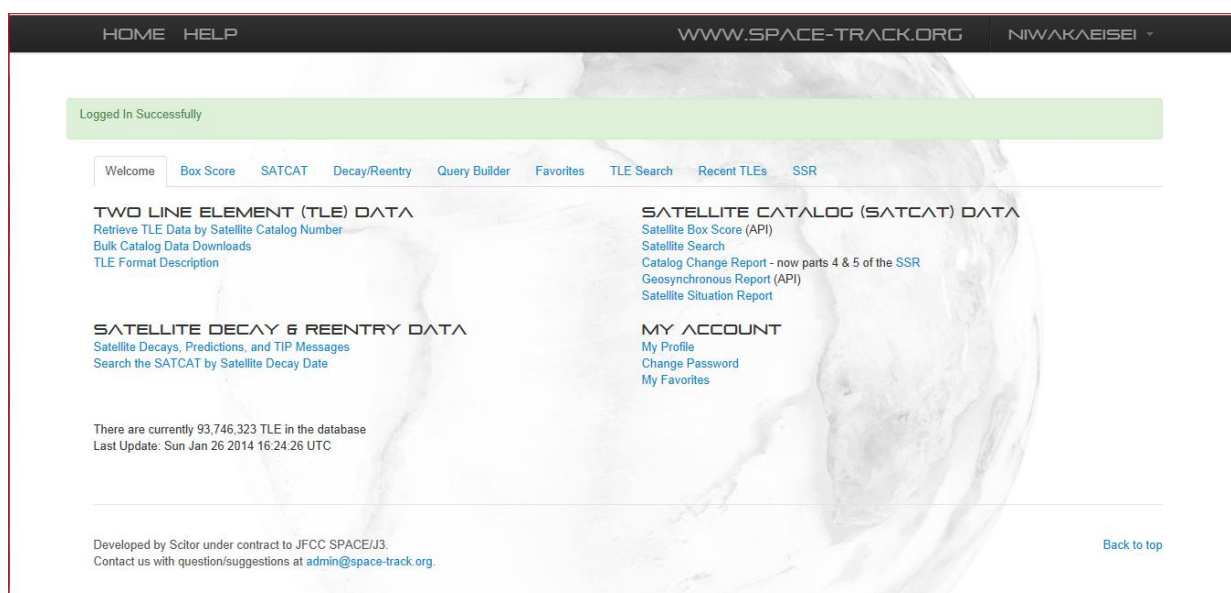 HOME HELP WWW.SPACE-TRACK.ORG NIWAKAEISEI
Logged In Successfully
Welcome Box Score SATCAT Decay/Reentry Query Builder Favorites TLE Search Recent TLEs SSR
TWO LINE ELEMENT (TLE) DATA
Retrieve TLE Data by Satellite Catalog Number
Bulk Catalog Data Downloads
TLE Format Description
SATELLITE CATALOG (SATCAT) DATA
Satellite Box Score (API)
Satellite Search
Catalog Change Report - now parts 4 & 5 of the SSR
Geosynchronous Report (API)
Satellite Situation Report
SATELLITE DECAY & REENTRY DATA
Satellite Decays, Predictions, and TIP Messages
Search the SATCAT by Satellite Decay Date
MY ACCOUNT
My Profile
Change Password
My Favorites
There are currently 93,746,323 TLE in the database
Last Update: Sun Jan 26 2014 16:24:26 UTC
Developed by Scitor under contract to JFCC SPACE/J3.
Contact us with question/suggestions at admin@space-track.org.
Back to top